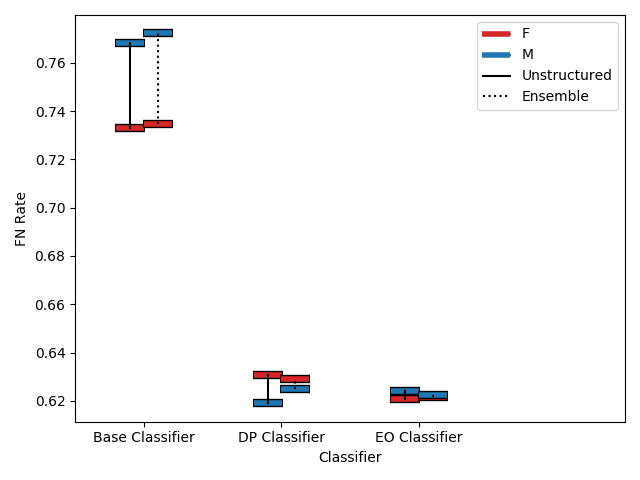 F
M
Unstructured
Ensemble
0.76
0.74
0.72
0.70
0.68
0.66
0.64
0.62
FN Rate
Base Classifier
DP Classifier
EO Classifier
Classifier